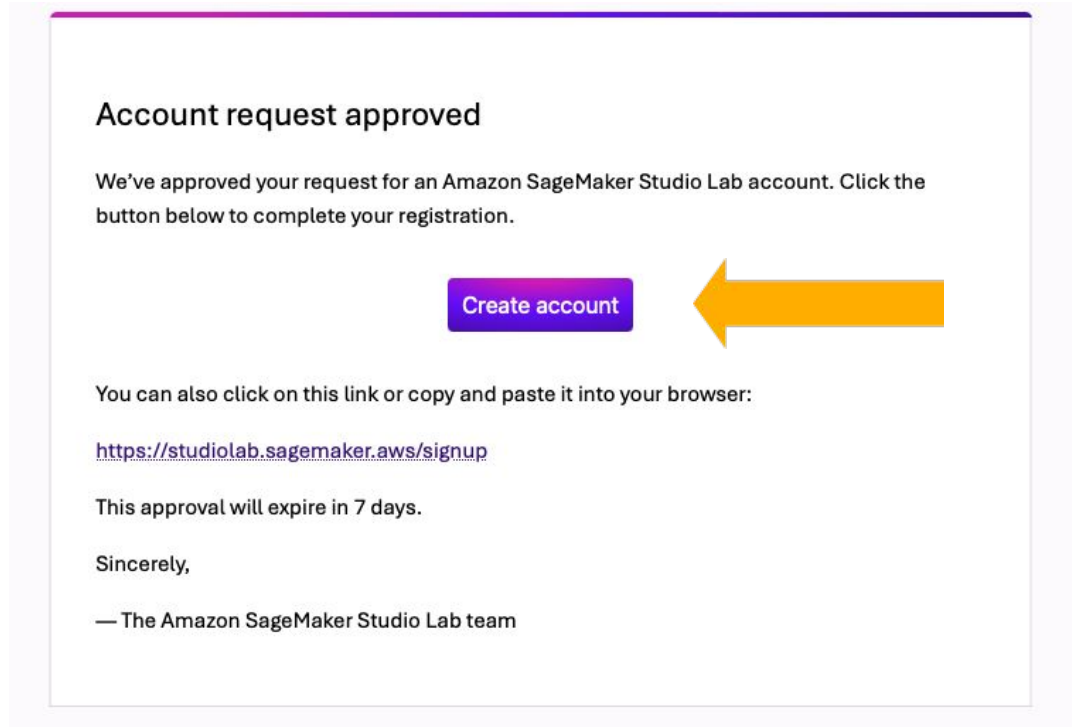 Account request approved
We’ve approved your request for an Amazon SageMaker Studio Lab account. Click the
button below to complete your registration.
Create account
You can also click on this link or copy and paste it into your browser:
https://studiolab.sagemaker.aws/signup
This approval will expire in 7 days.
Sincerely,
— The Amazon SageMaker Studio Lab team